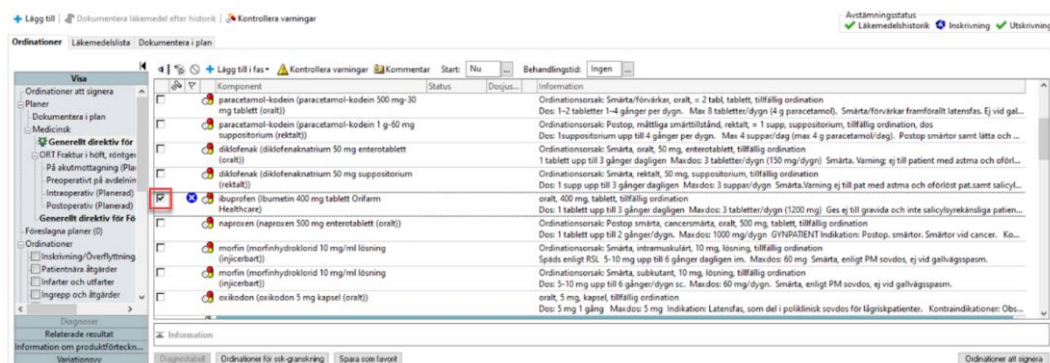 Lägg till | Dokumentera läkemedel efter historik | Kontrollera varningar
Avstämningsstatus
Läkemedelshistorik Inskrivning Utskrivning
Ordinationer Läkemedelslista Dokumentera i plan
Lägg till i fas Kontrollera varningar Kommentar Start: Nu ... Behandlingstid: Ingen ...
Visa
Ordinationer att signera
Planer
Dokumentera i plan
Medicinsk
Generellt direktiv för
ORT Fraktur i höft, röntger
På akutmottagning (Plar
Preoperativt på avdelnin
Intraoperativ (Planerad)
Postoperativ (Planerad)
Generellt direktiv för Fö
Föreslagna planer (0)
Ordinationer
Inskrivning/Överflyttning
Patientnära åtgärder
Infarter och utfarter
Ingrepp och åtgärder
Diagnoser
Relaterade resultat
Information om produktförteckn...
Variationsvy
Komponent Status Dosjus... Information
paracetamol-kodein (paracetamol-kodein 500 mg-30 mg tablett (oralt))
Ordinationsorsak: Smärta/förvärkar, oralt, = 2 tabl, tablett, tillfällig ordination
Dos: 1-2 tabletter 1-4 gånger per dygn. Max 8 tabletter/dygn (4 g paracetamol). Smärta/förvärkar framförallt latensfas. Ej vid gal...
paracetamol-kodein (paracetamol-kodein 1 g-60 mg suppositorium (rektalt))
Ordinationsorsak: Postop, måttliga smärttillstånd, rektalt, = 1 supp, suppositorium, tillfällig ordination, dos
Dos: 1suppositorium upp till 4 gånger per dygn. Max 4 suppar/dag (max 4 g paracetamol/dag). Postop smärtor samt lätta och ...
diklofenak (diklofenaknatrium 50 mg enterotablett (oralt))
Ordinationsorsak: Smärta, oralt, 50 mg, enterotablett, tillfällig ordination
1 tablett upp till 3 gånger dagligen Maxdos: 3 tabletter/dygn (150 mg/dygn) Smärta. Varning; ej till patient med astma och oförl...
diklofenak (diklofenaknatrium 50 mg suppositorium (rektalt))
Ordinationsorsak: Smärta, rektalt, 50 mg, suppositorium, tillfällig ordination
Dos: 1 supp upp till 3 gånger dagligen Maxdos: 3 suppar/dygn Smärta.Varning ej till pat med astma och oförlöst pat.samt salicyl...
ibuprofen (Ibumetin 400 mg tablett Orifarm Healthcare)
oralt, 400 mg, tablett, tillfällig ordination
Dos: 1 tablett upp till 3 gånger dagligen Maxdos: 3 tabletter/dygn (1200 mg) Ges ej till gravida och inte salicylsyrekänsliga patien...
naproxen (naproxen 500 mg enterotablett (oralt))
Ordinationsorsak: Postop smärta, cancersmärta, oralt, 500 mg, tablett, tillfällig ordination
Dos: 1 tablett upp till 2 gånger/dygn. Maxdos: 1000 mg/dygn GYNPATIENT Indikation: Postop. smärtor. Smärtor vid cancer. Ko...
morfin (morfinhydroklorid 10 mg/ml lösning (injicerbart))
Ordinationsorsak: Smärta, intramuskulärt, 10 mg, lösning, tillfällig ordination
Späds enligt RSL 5-10 mg upp till 6 gånger dagligen im. Maxdos: 60 mg Smärta, enligt PM sovdos, ej vid gallvägsspasm.
morfin (morfinhydroklorid 10 mg/ml lösning (injicerbart))
Ordinationsorsak: Smärta, subkutant, 10 mg, lösning, tillfällig ordination
Dos: 5-10 mg upp till 6 gånger/dygn sc. Maxdos: 60 mg/dygn. Smärta, enligt PM sovdos, ej vid gallvägsspasm.
oxikodon (oxikodon 5 mg kapsel (oralt))
oralt, 5 mg, kapsel, tillfällig ordination
Dos: 5 mg 1 gång Maxdos: 5 mg Indikation: Latensfas, som del i poliklinisk sovdos för lågriskpatienter. Kontraindikationer: Obs...
Information
Diagnostabell Ordinationer för ssk-granskning Spara som favorit Ordinationer att signera